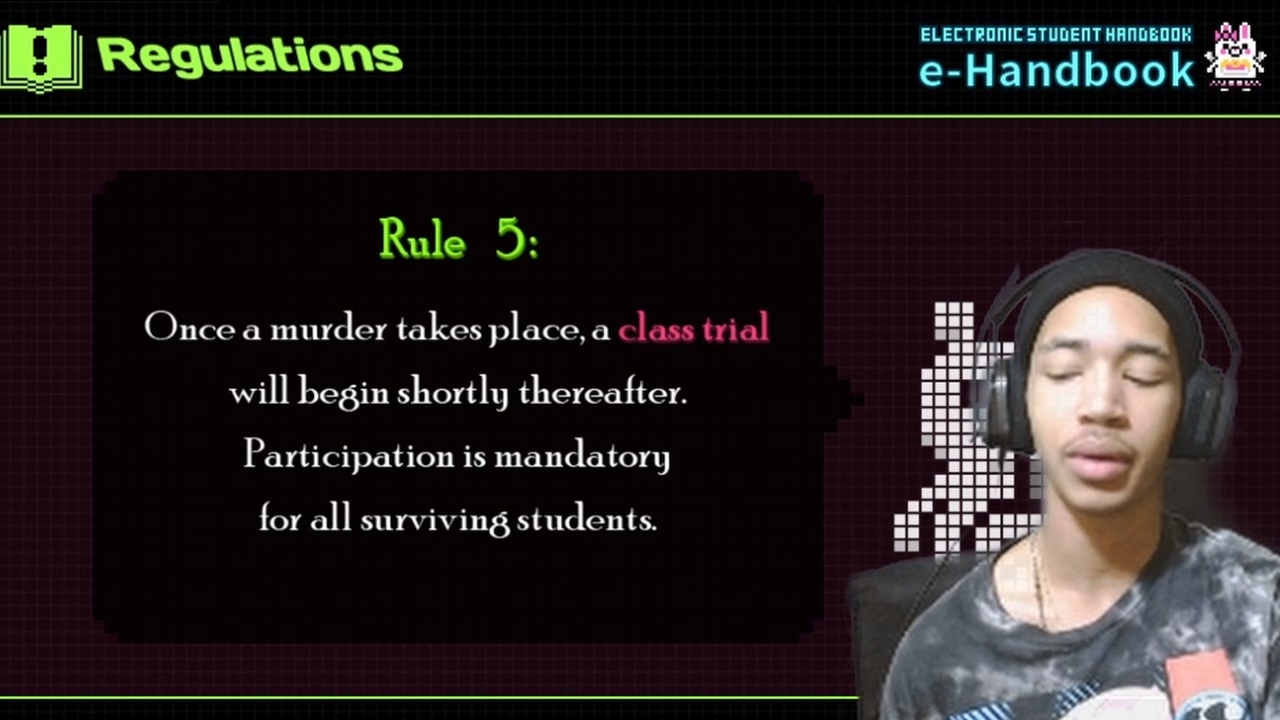 Regulations
ELECTRONIC STUDENT HANDBOOK
e-Handbook
Rule 5:
Once a murder takes place, a class trial
will begin shortly thereafter.
Participation is mandatory
for all surviving students.